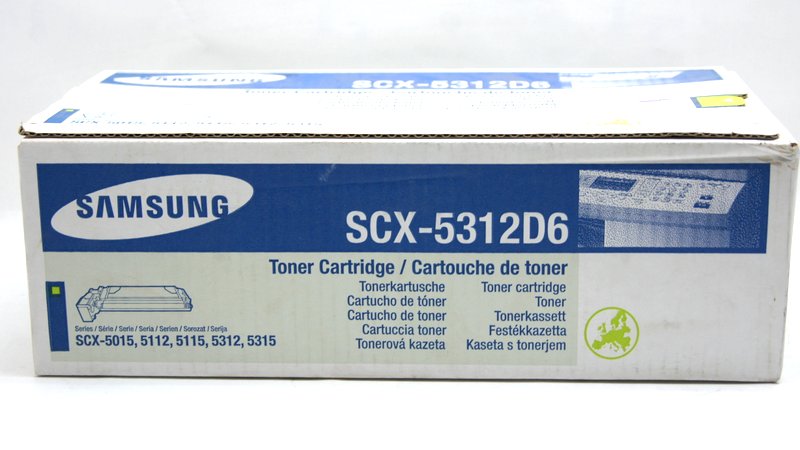 SAMSUNG
SCX-5312D6
SAMSUNG
SCX-5312D6
Toner Cartridge / Cartouche de toner
Tonerkartusche
Toner cartridge
Cartucho de tóner
Toner
Cartucho de toner
Tonerkassett
Cartuccia toner
Festékkazetta
Tonerová kazeta
Kaseta s tonerjem
Series / Série / Serie / Seria / Serien / Sorozat / Serija
SCX-5015, 5112, 5115, 5312, 5315